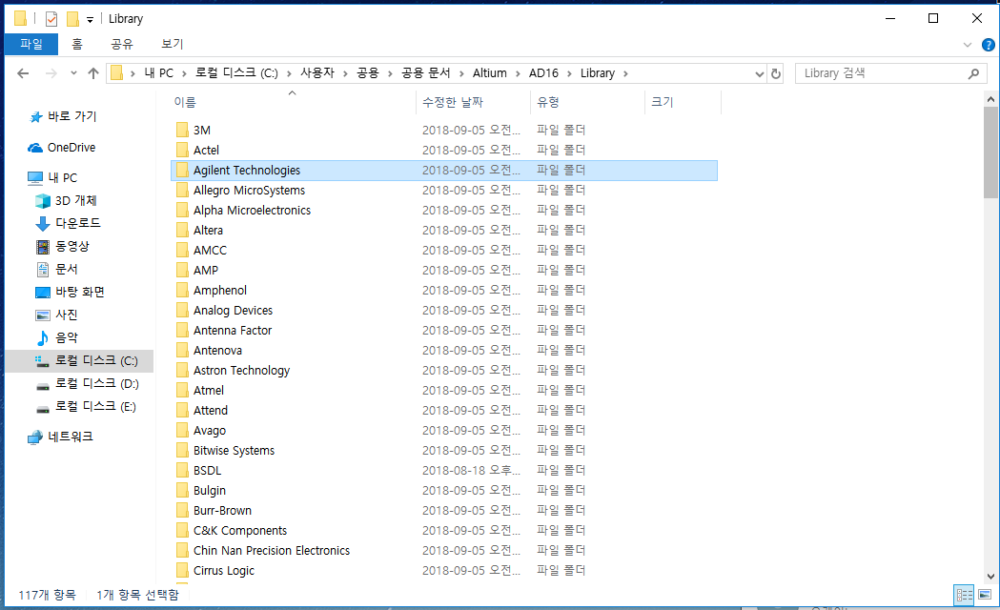 Library
파일 홈 공유 보기
내 PC > 로컬 디스크 (C:) > 사용자 > 공용 > 공용 문서 > Altium > AD16 > Library >
Library 검색
이름 수정한 날짜 유형 크기
바로 가기
OneDrive
내 PC
3D 개체
다운로드
동영상
문서
바탕 화면
사진
음악
로컬 디스크 (C:)
로컬 디스크 (D:)
로컬 디스크 (E:)
네트워크
3M 2018-09-05 오전... 파일 폴더
Actel 2018-09-05 오전... 파일 폴더
Agilent Technologies 2018-09-05 오전... 파일 폴더
Allegro MicroSystems 2018-09-05 오전... 파일 폴더
Alpha Microelectronics 2018-09-05 오전... 파일 폴더
Altera 2018-09-05 오전... 파일 폴더
AMCC 2018-09-05 오전... 파일 폴더
AMP 2018-09-05 오전... 파일 폴더
Amphenol 2018-09-05 오전... 파일 폴더
Analog Devices 2018-09-05 오전... 파일 폴더
Antenna Factor 2018-09-05 오전... 파일 폴더
Antenova 2018-09-05 오전... 파일 폴더
Astron Technology 2018-09-05 오전... 파일 폴더
Atmel 2018-09-05 오전... 파일 폴더
Attend 2018-09-05 오전... 파일 폴더
Avago 2018-09-05 오전... 파일 폴더
Bitwise Systems 2018-09-05 오전... 파일 폴더
BSDL 2018-08-18 오후... 파일 폴더
Bulgin 2018-09-05 오전... 파일 폴더
Burr-Brown 2018-09-05 오전... 파일 폴더
C&K Components 2018-09-05 오전... 파일 폴더
Chin Nan Precision Electronics 2018-09-05 오전... 파일 폴더
Cirrus Logic 2018-09-05 오전... 파일 폴더
117개 항목 1개 항목 선택함